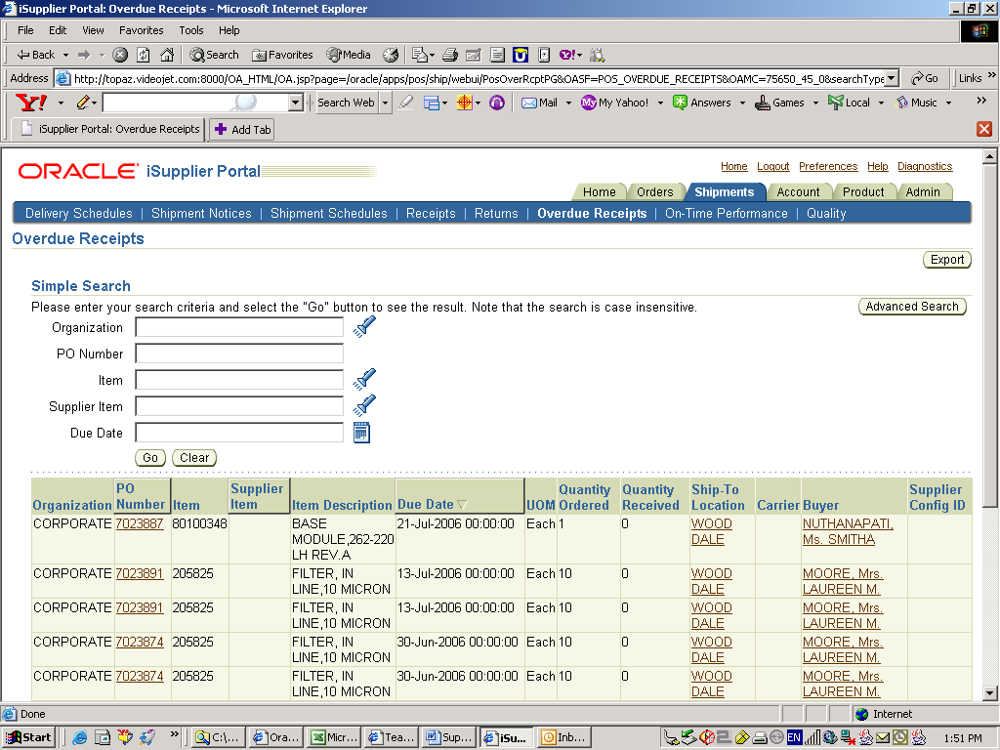 iSupplier Portal: Overdue Receipts - Microsoft Internet Explorer
File Edit View Favorites Tools Help
Back Search Favorites Media
Address http://topaz.videojet.com:8000/OA_HTML/OA.jsp?page=/oracle/apps/pos/ship/webui/PosOverRcptPG&OASF=POS_OVERDUE_RECEIPTS&OAMC=75650_45_0&searchType Go Links »
Y! Search Web Mail My Yahoo! Answers Games Local Music »
iSupplier Portal: Overdue Receipts Add Tab
ORACLE iSupplier Portal
Home Logout Preferences Help Diagnostics
Home Orders Shipments Account Product Admin
Delivery Schedules | Shipment Notices | Shipment Schedules | Receipts | Returns | Overdue Receipts | On-Time Performance | Quality
Overdue Receipts
Export
Simple Search
Please enter your search criteria and select the "Go" button to see the result. Note that the search is case insensitive.
Advanced Search
Organization
PO Number
Item
Supplier Item
Due Date
Go Clear
Organization PO Number Item Supplier Item Item Description Due Date UOM Quantity Ordered Quantity Received Ship-To Location Carrier Buyer Supplier Config ID
CORPORATE 7023887 80100348 BASE MODULE,262-220 LH REV.A 21-Jul-2006 00:00:00 Each 1 0 WOOD DALE NUTHANAPATI, Ms. SMITHA
CORPORATE 7023891 205825 FILTER, IN LINE,10 MICRON 13-Jul-2006 00:00:00 Each 10 0 WOOD DALE MOORE, Mrs. LAUREEN M.
CORPORATE 7023891 205825 FILTER, IN LINE,10 MICRON 13-Jul-2006 00:00:00 Each 10 0 WOOD DALE MOORE, Mrs. LAUREEN M.
CORPORATE 7023874 205825 FILTER, IN LINE,10 MICRON 30-Jun-2006 00:00:00 Each 10 0 WOOD DALE MOORE, Mrs. LAUREEN M.
CORPORATE 7023874 205825 FILTER, IN LINE,10 MICRON 30-Jun-2006 00:00:00 Each 10 0 WOOD DALE MOORE, Mrs. LAUREEN M.
Done Internet
Start » C:\... Ora... Micr... Tea... Sup... iSu... Inb... EN 1:51 PM